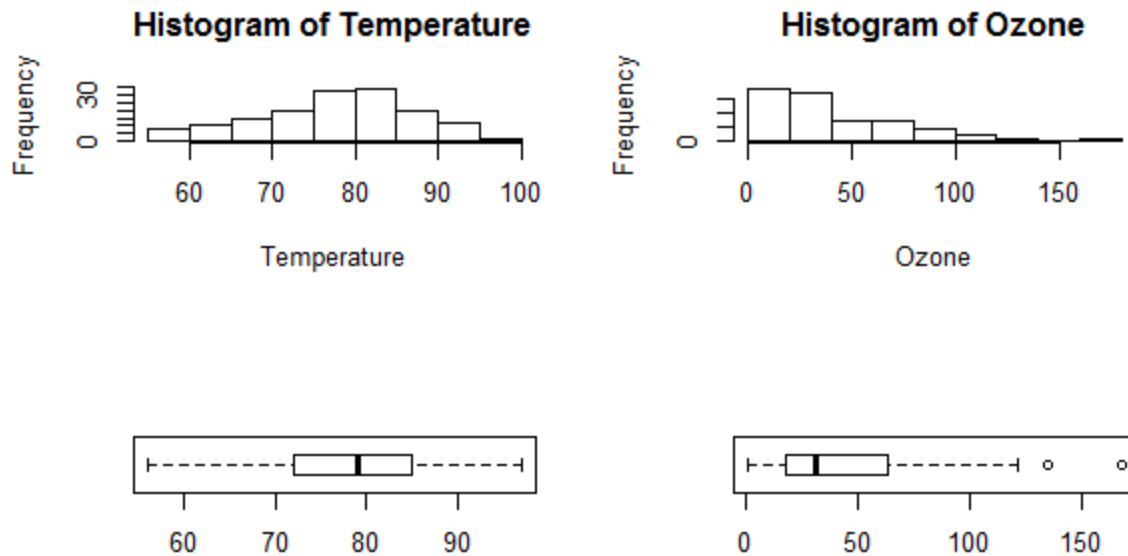 Histogram of Temperature
Frequency
0 30
60 70 80 90 100
Temperature
Histogram of Ozone
Frequency
0
0 50 100 150
Ozone
60 70 80 90
0 50 100 150